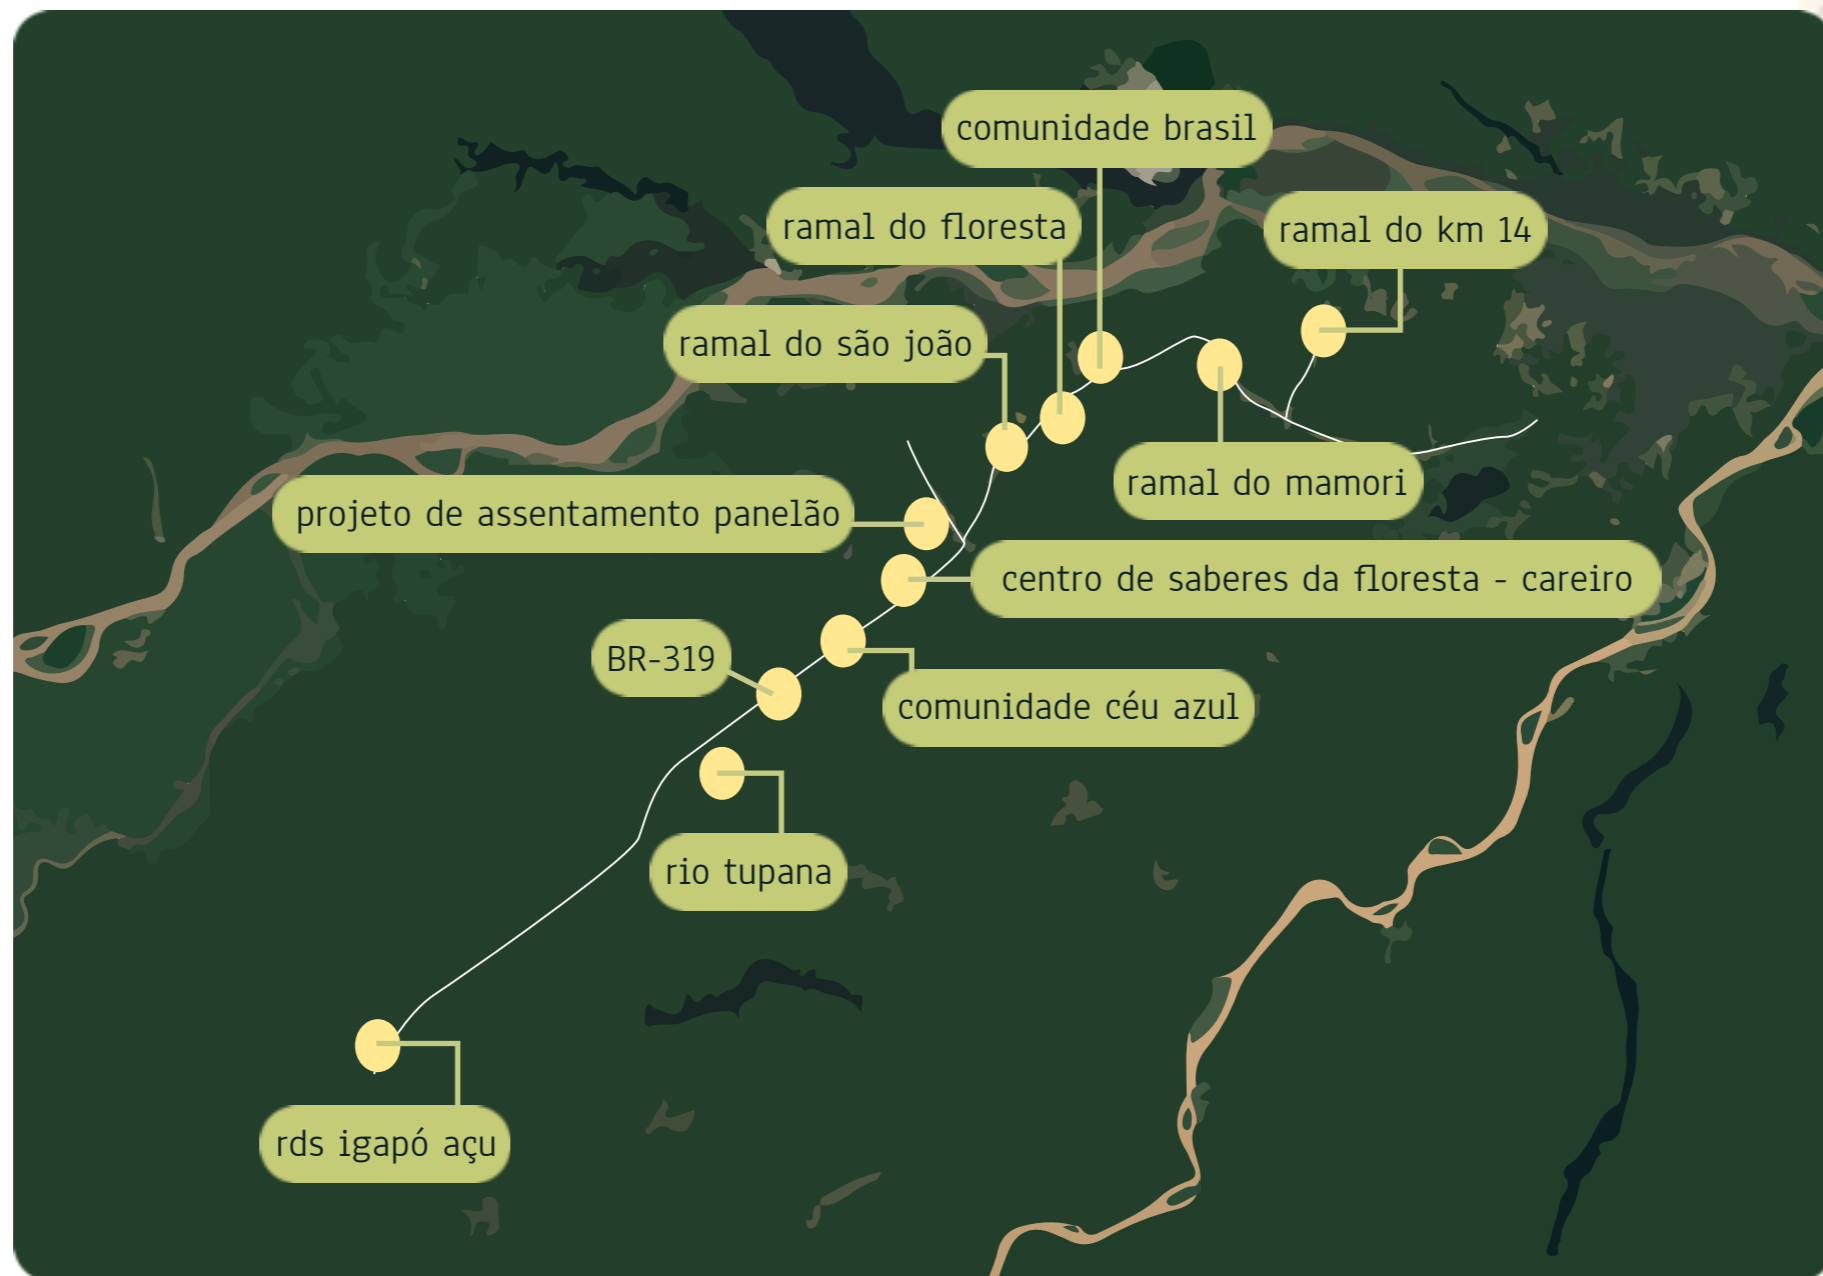 comunidade brasil
ramal do floresta
ramal do km 14
ramal do são joão
ramal do mamori
projeto de assentamento panelão
centro de saberes da floresta - careiro
BR-319
comunidade céu azul
rio tupana
rds igapó açu